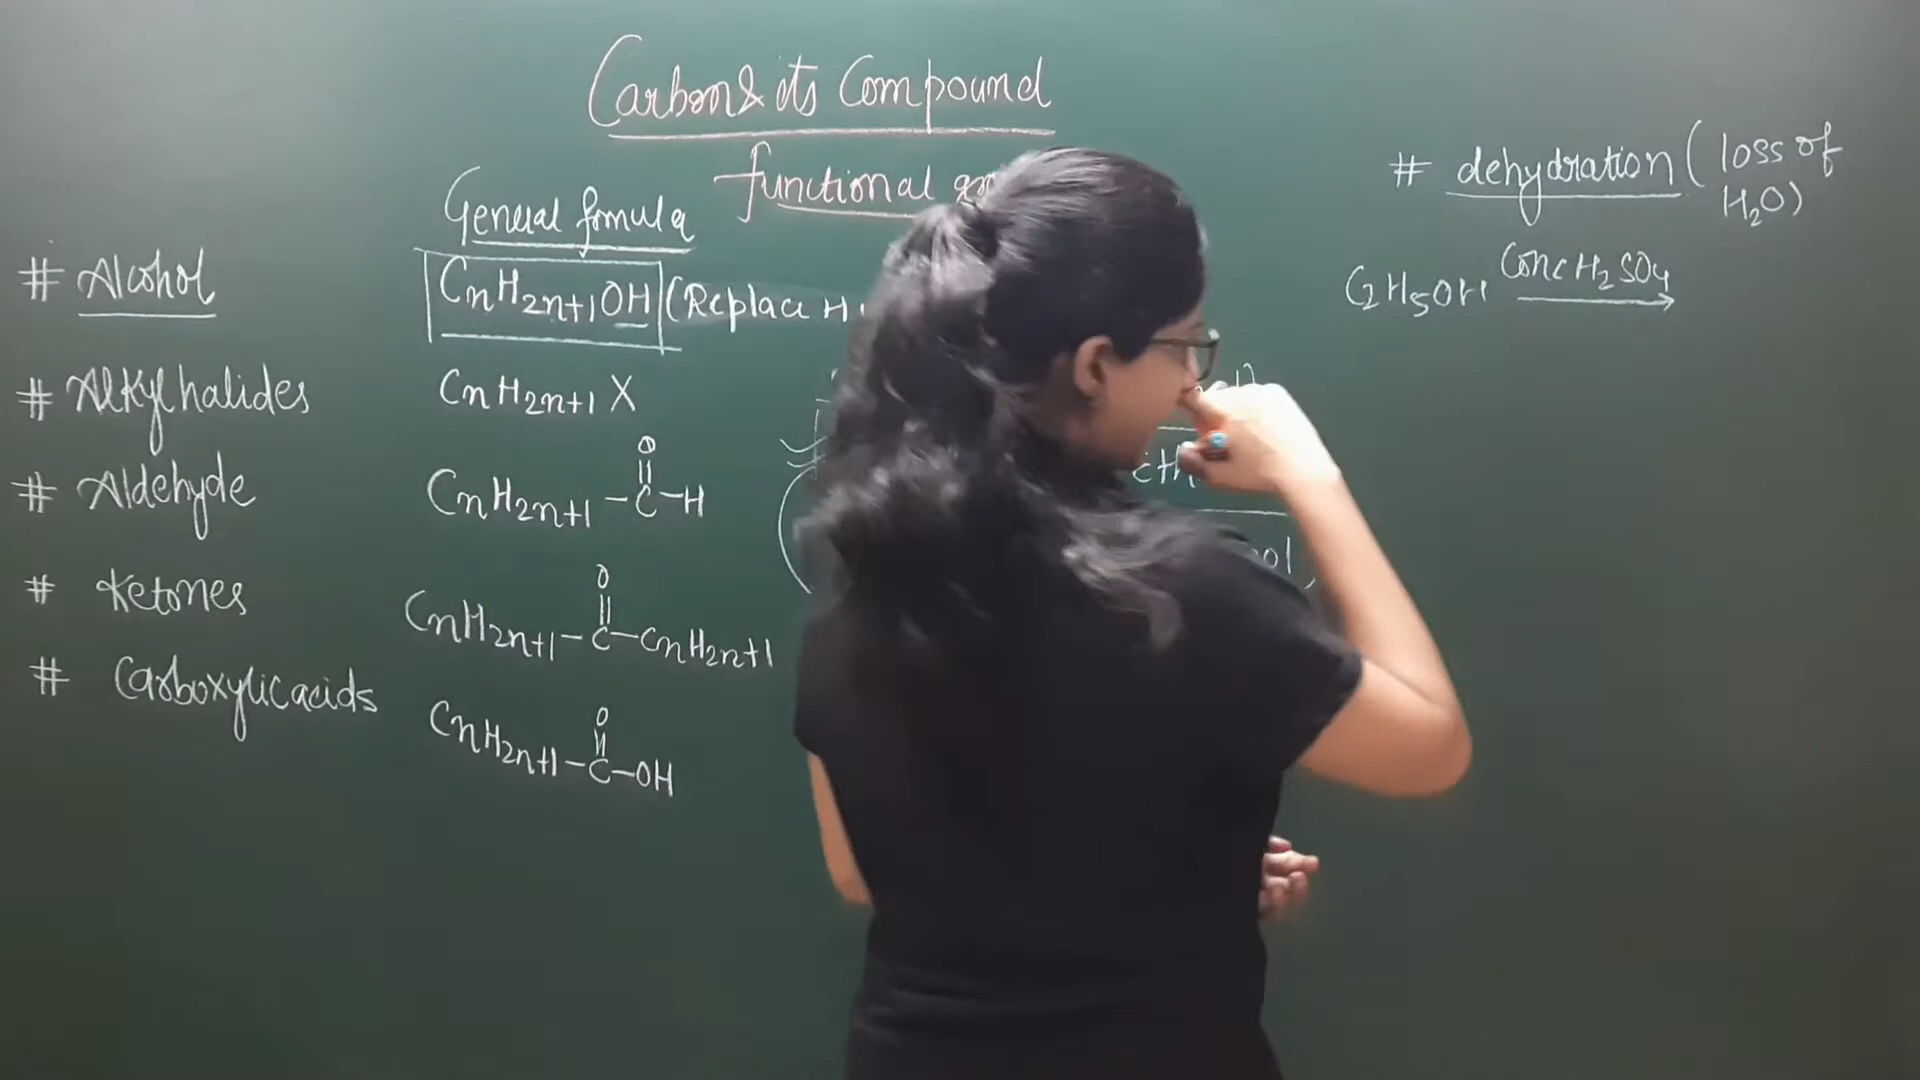 Carbon & its Compound
functional
General formula
# Alcohol
CnH2n+1OH (Replace H
# Alkyl halides
CnH2n+1 X
# Aldehyde
O
||
CnH2n+1 -C-H
# Ketones
O
||
CnH2n+1-C-CnH2n+1
# Carboxylic acids
O
||
CnH2n+1-C-OH
# dehydration (loss of
H2O)
Conc H2SO4
C2H5OH